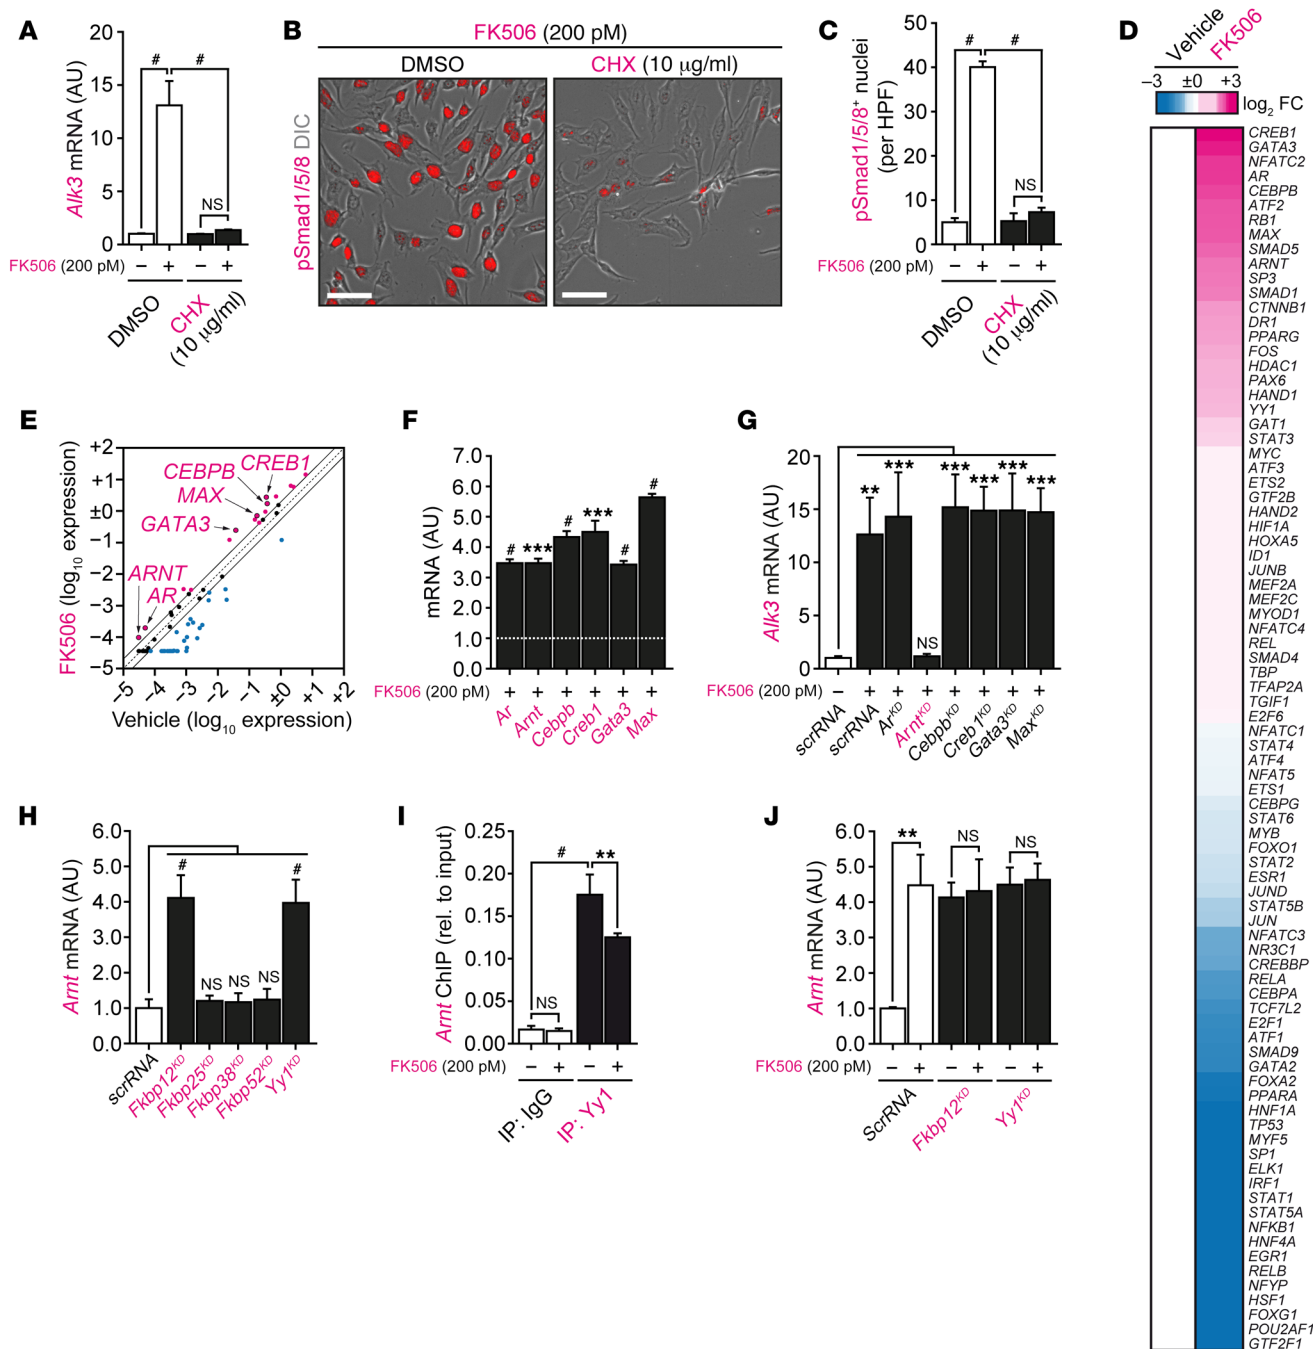 A
Alk3 mRNA (AU)
20
15
10
5
0
#
#
NS
FK506 (200 pM)
− + − +
DMSO
CHX
(10 µg/ml)
B
FK506 (200 pM)
DMSO
CHX (10 µg/ml)
pSmad1/5/8 DIC
C
pSmad1/5/8+ nuclei
(per HPF)
50
40
30
20
10
0
#
#
NS
FK506 (200 pM)
− + − +
DMSO
CHX
(10 µg/ml)
D
Vehicle
FK506
−3 ±0 +3
log2 FC
CREB1
GATA3
NFATC2
AR
CEBPB
ATF2
RB1
MAX
SMAD5
ARNT
SP3
SMAD1
CTNNB1
DR1
PPARG
FOS
HDAC1
PAX6
HAND1
YY1
GAT1
STAT3
MYC
ATF3
ETS2
GTF2B
HAND2
HIF1A
HOXA5
ID1
JUNB
MEF2A
MEF2C
MYOD1
NFATC4
REL
SMAD4
TBP
TFAP2A
TGIF1
E2F6
NFATC1
STAT4
ATF4
NFAT5
ETS1
CEBPG
STAT6
MYB
FOXO1
STAT2
ESR1
JUND
STAT5B
JUN
NFATC3
NR3C1
CREBBP
RELA
CEBPA
TCF7L2
E2F1
ATF1
SMAD9
GATA2
FOXA2
PPARA
HNF1A
TP53
MYF5
SP1
ELK1
IRF1
STAT1
STAT5A
NFKB1
HNF4A
EGR1
RELB
NFYP
HSF1
FOXG1
POU2AF1
GTF2F1
E
FK506 (log10 expression)
+2
+1
±0
−1
−2
−3
−4
−5
CEBPB
CREB1
MAX
GATA3
ARNT
AR
−5 −4 −3 −2 −1 ±0 +1 +2
Vehicle (log10 expression)
F
mRNA (AU)
7.0
6.0
5.0
4.0
3.0
2.0
1.0
0.0
# *** # *** # #
FK506 (200 pM)
+ + + + + +
Ar
Arnt
Cebpb
Creb1
Gata3
Max
G
Alk3 mRNA (AU)
20
15
10
5
0
** *** NS *** *** *** ***
FK506 (200 pM)
− + + + + + + +
scrRNA
scrRNA
ArKD
ArntKD
CebpbKD
Creb1KD
Gata3KD
MaxKD
H
Arnt mRNA (AU)
6.0
5.0
4.0
3.0
2.0
1.0
0.0
# NS NS NS #
scrRNA
Fkbp12KD
Fkbp25KD
Fkbp38KD
Fkbp52KD
Yy1KD
I
Arnt ChIP (rel. to input)
0.25
0.20
0.15
0.10
0.05
0.00
#
**
NS
FK506 (200 pM)
− + − +
IP: IgG
IP: Yy1
J
Arnt mRNA (AU)
6.0
5.0
4.0
3.0
2.0
1.0
0.0
** NS NS
FK506 (200 pM)
− + − + − +
ScrRNA
Fkbp12KD
Yy1KD